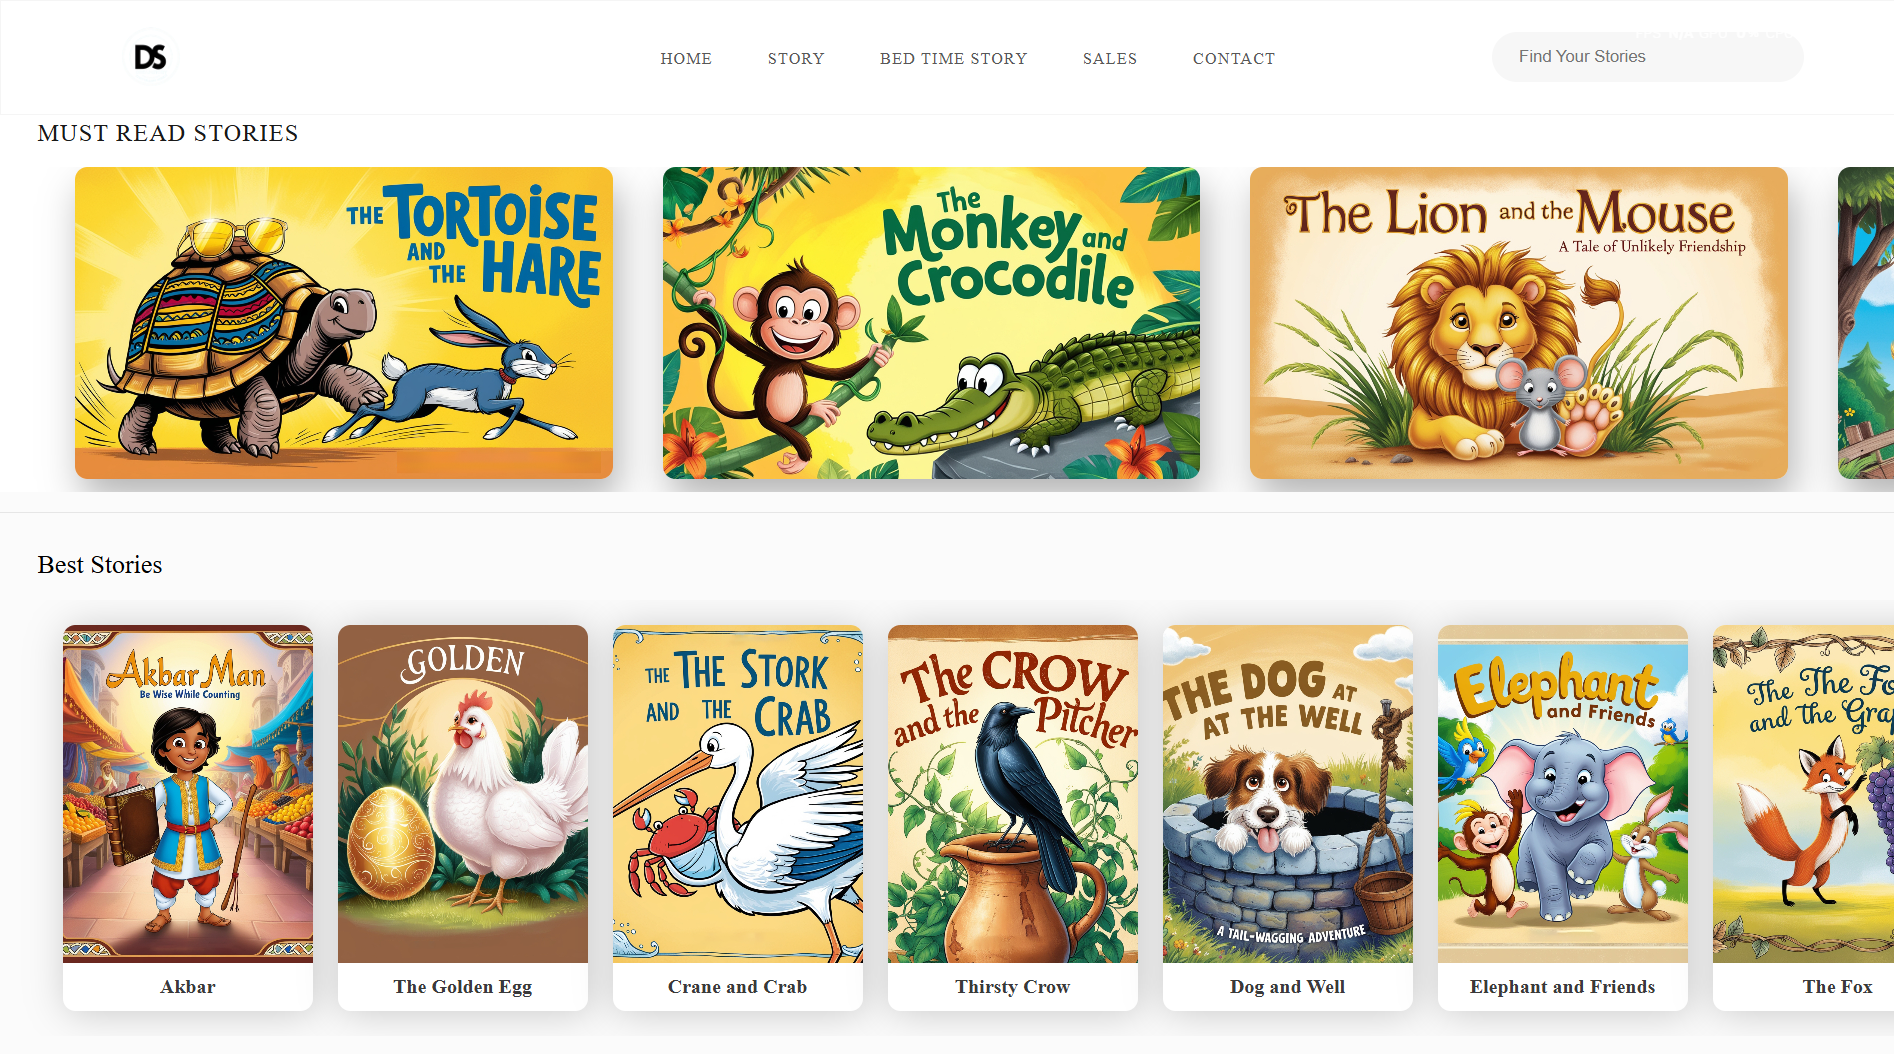 DS
HOME STORY BED TIME STORY SALES CONTACT
Find Your Stories
MUST READ STORIES
THE TORTOISE
AND
THE HARE
The
Monkey and
Crocodile
The Lion and the Mouse
A Tale of Unlikely Friendship
Best Stories
Akbar Man
Be Wise While Counting
Akbar
GOLDEN
The Golden Egg
THE THE STORK
AND THE CRAB
Crane and Crab
The CROW
and the Pitcher
Thirsty Crow
THE DOG AT
AT THE WELL
A TAIL-WAGGING ADVENTURE
Dog and Well
Elephant
and Friends
Elephant and Friends
The The Fo
and the Grap
The Fox